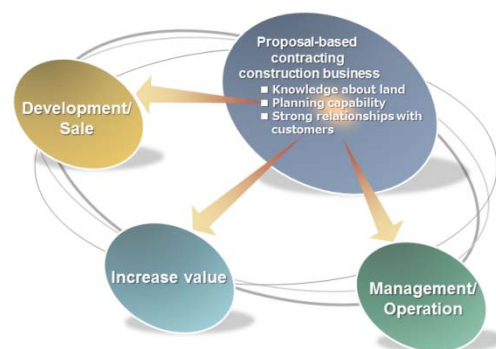 Proposal-based
contracting
construction business
■ Knowledge about land
■ Planning capability
■ Strong relationships with
customers
Development/
Sale
Increase value
Management/
Operation